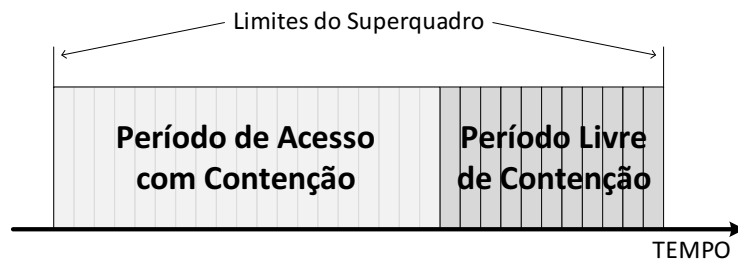 Limites do Superquadro
Período de Acesso
com Contenção
Período Livre
de Contenção
TEMPO